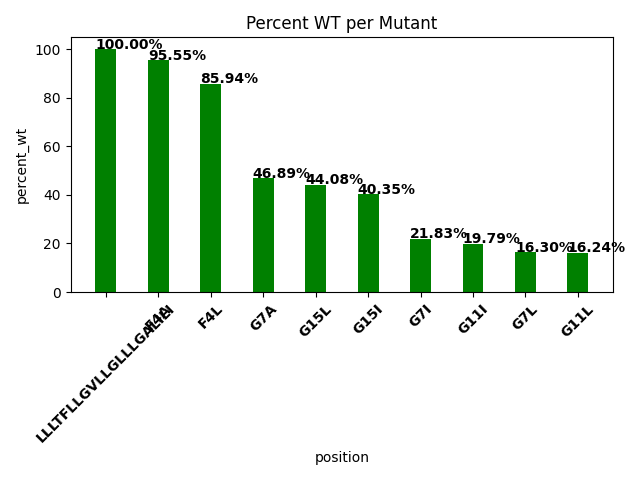 Percent WT per Mutant
percent_wt
100
80
60
40
20
0
100.00%
95.55%
85.94%
46.89%
44.08%
40.35%
21.83%
19.79%
16.30%
16.24%
F4A
F4L
G7A
G15L
G15I
G7I
G11I
G7L
G11L
position